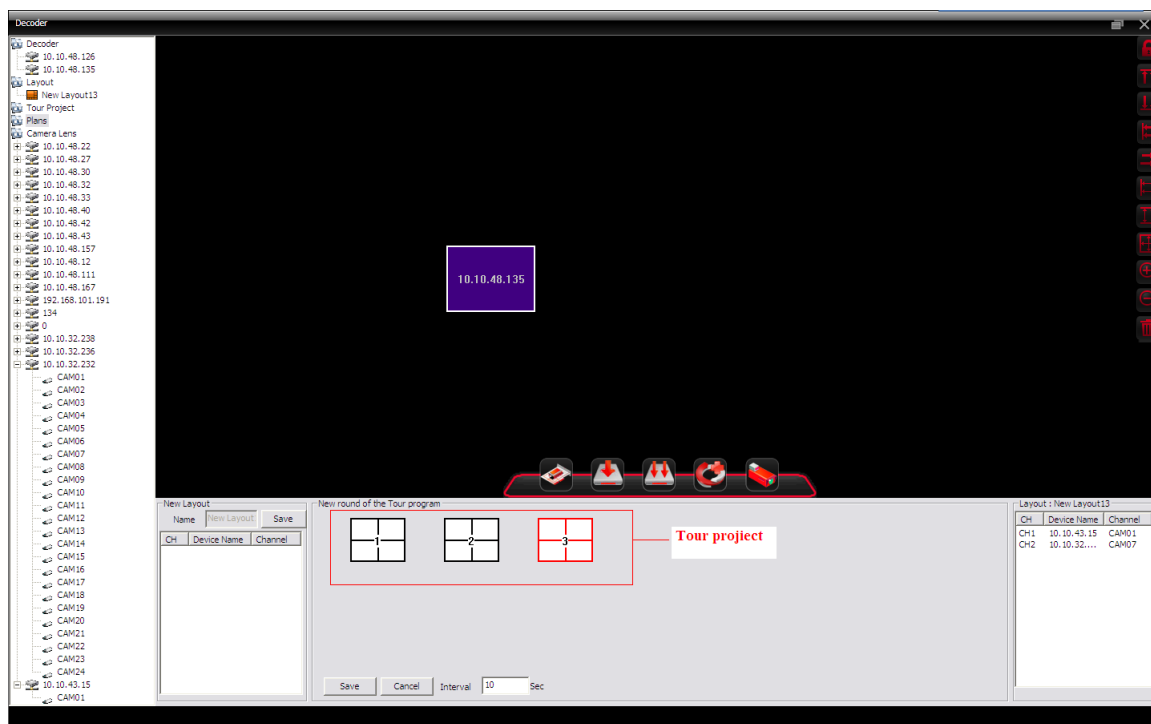 Decoder
Decoder
10.10.48.126
10.10.48.135
Layout
New Layout13
Tour Project
Plans
Camera Lens
10.10.48.22
10.10.48.27
10.10.48.30
10.10.48.32
10.10.48.33
10.10.48.40
10.10.48.42
10.10.48.43
10.10.48.157
10.10.48.12
10.10.48.111
10.10.48.167
192.168.101.191
134
0
10.10.32.238
10.10.32.236
10.10.32.232
CAM01
CAM02
CAM03
CAM04
CAM05
CAM06
CAM07
CAM08
CAM09
CAM10
CAM11
CAM12
CAM13
CAM14
CAM15
CAM16
CAM17
CAM18
CAM19
CAM20
CAM21
CAM22
CAM23
CAM24
10.10.43.15
CAM01
10.10.48.135
New Layout
Name New Layout Save
CH Device Name Channel
New round of the Tour program
1 2 3
Tour projiect
Save Cancel Interval 10 Sec
Layout : New Layout13
CH Device Name Channel
CH1 10.10.43.15 CAM01
CH2 10.10.32.... CAM07